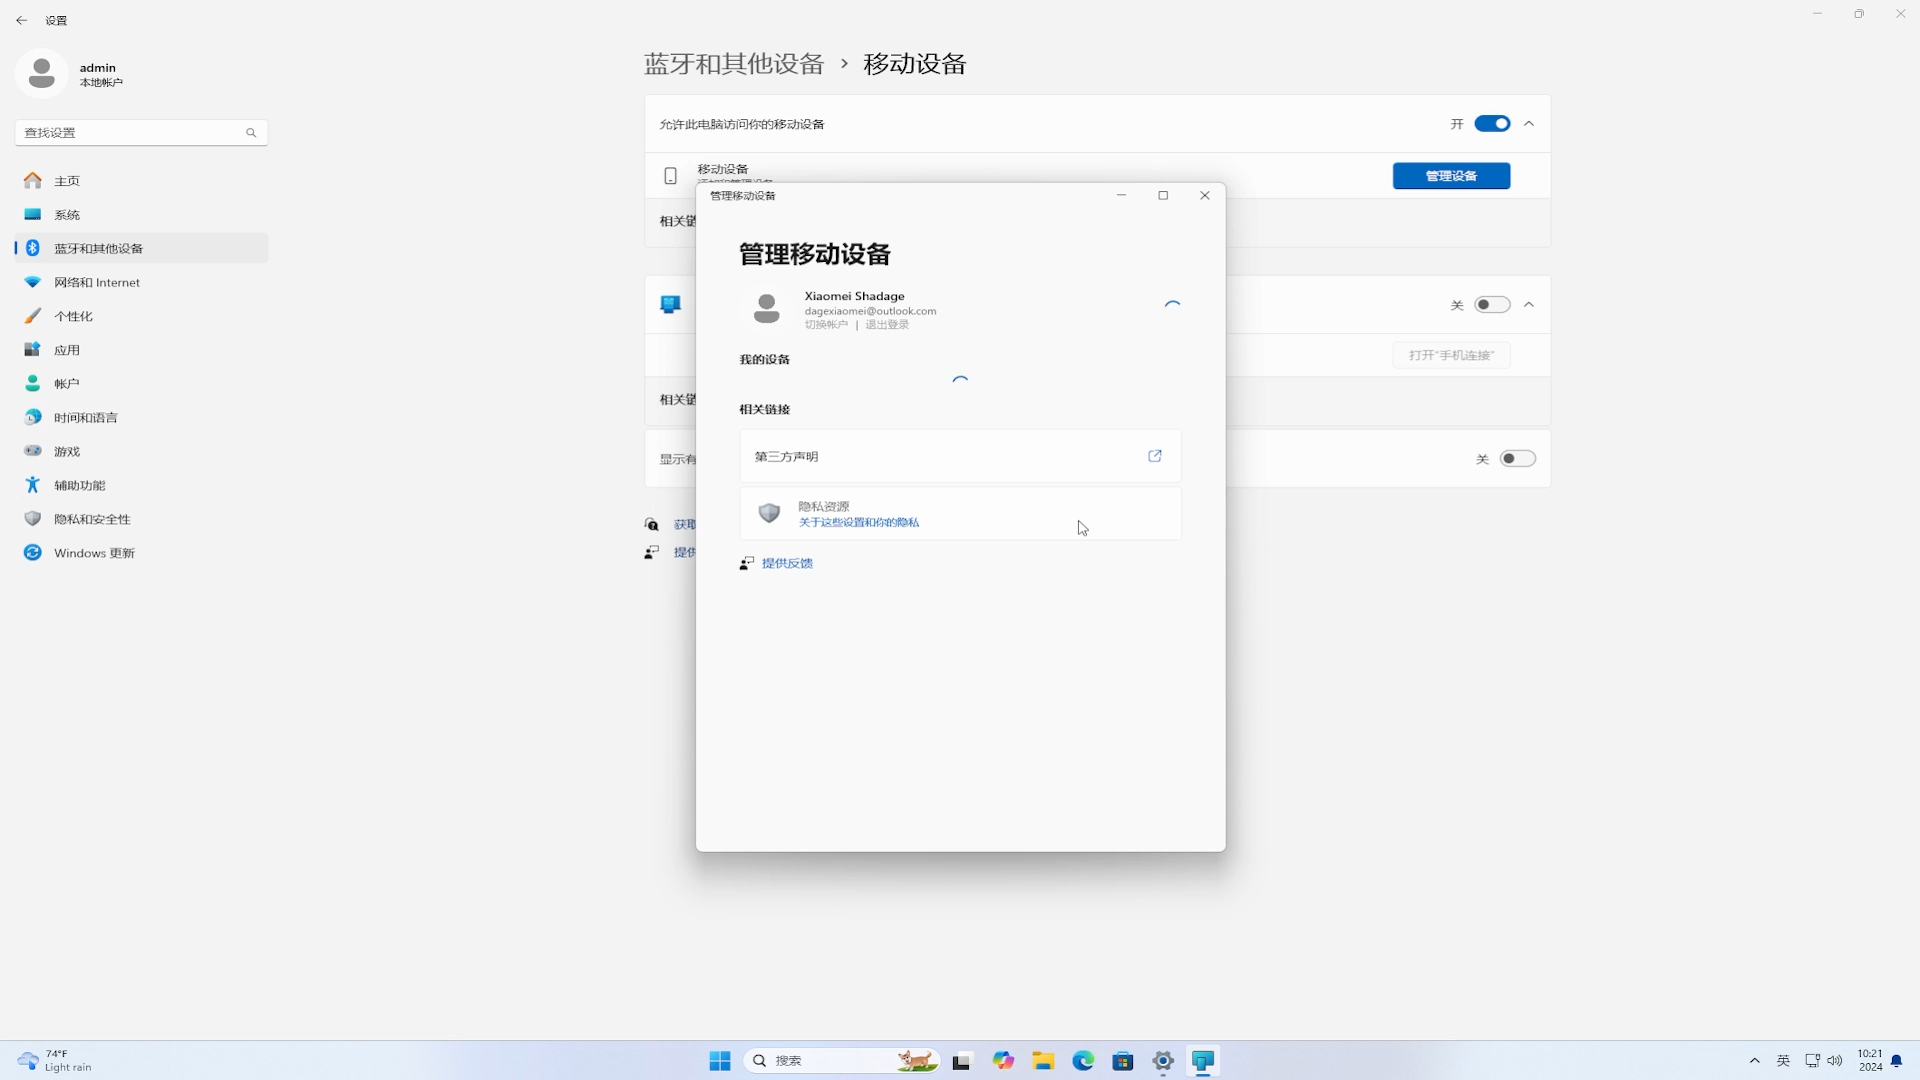 设置
admin
本地帐户
查找设置
主页
系统
蓝牙和其他设备
网络和 Internet
个性化
应用
帐户
时间和语言
游戏
辅助功能
隐私和安全性
Windows 更新
蓝牙和其他设备 › 移动设备
允许此电脑访问你的移动设备
开
移动设备
管理设备
相关链
关
打开“手机连接”
相关链
显示有
关
获取
提供
管理移动设备
管理移动设备
Xiaomei Shadage
dagexiaomei@outlook.com
切换帐户 | 退出登录
我的设备
相关链接
第三方声明
隐私资源
关于这些设置和你的隐私
提供反馈
74°F
Light rain
搜索
英
10:21
2024